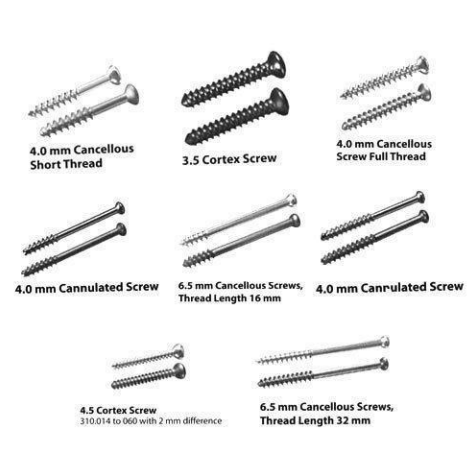 4.0 mm Cancellous
Short Thread
3.5 Cortex Screw
4.0 mm Cancellous
Screw Full Thread
4.0 mm Cannulated Screw
6.5 mm Cancellous Screws,
Thread Length 16 mm
4.0 mm Cannulated Screw
4.5 Cortex Screw
310.014 to 060 with 2 mm difference
6.5 mm Cancellous Screws,
Thread Length 32 mm